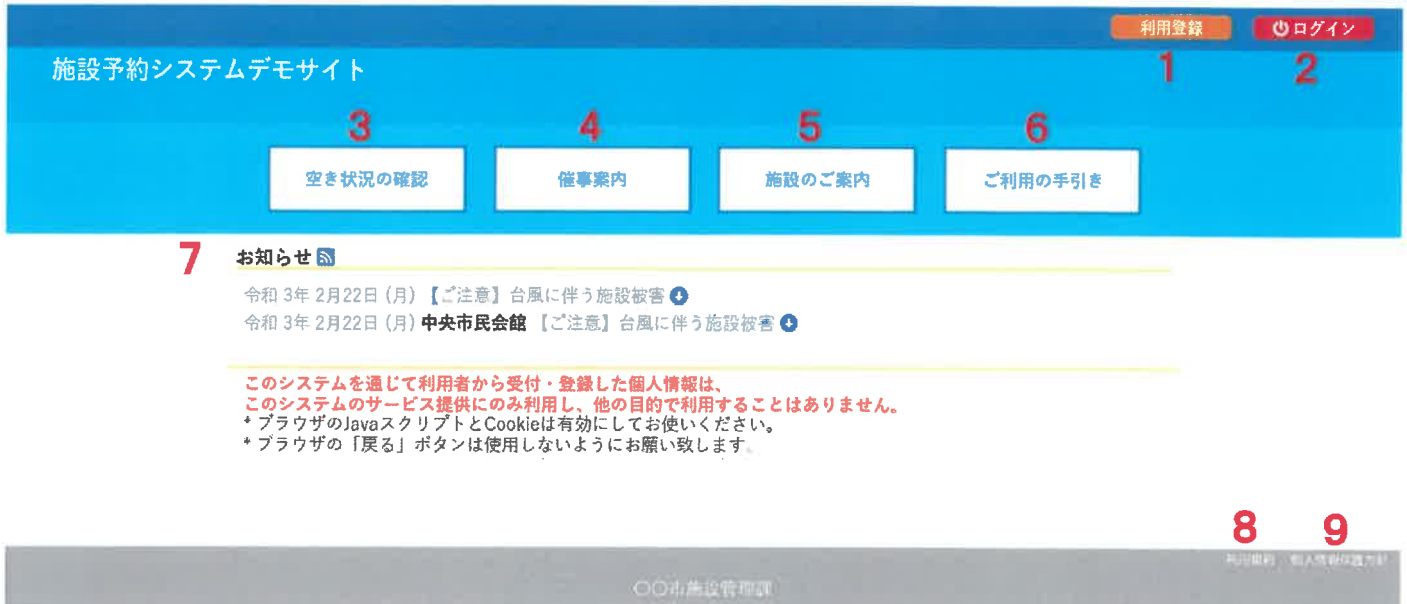 利用登録 ログイン
1 2
施設予約システムデモサイト
3 4 5 6
空き状況の確認 催事案内 施設のご案内 ご利用の手引き
7 お知らせ
令和 3年 2月22日 (月) 【ご注意】台風に伴う施設被害
令和 3年 2月22日 (月) 中央市民会館 【ご注意】台風に伴う施設被害
このシステムを通じて利用者から受付・登録した個人情報は、
このシステムのサービス提供にのみ利用し、他の目的で利用することはありません。
* ブラウザのJavaスクリプトとCookieは有効にしてお使いください。
* ブラウザの「戻る」ボタンは使用しないようにお願い致します。
8 9
利用規約 個人情報保護方針
〇〇市施設管理課